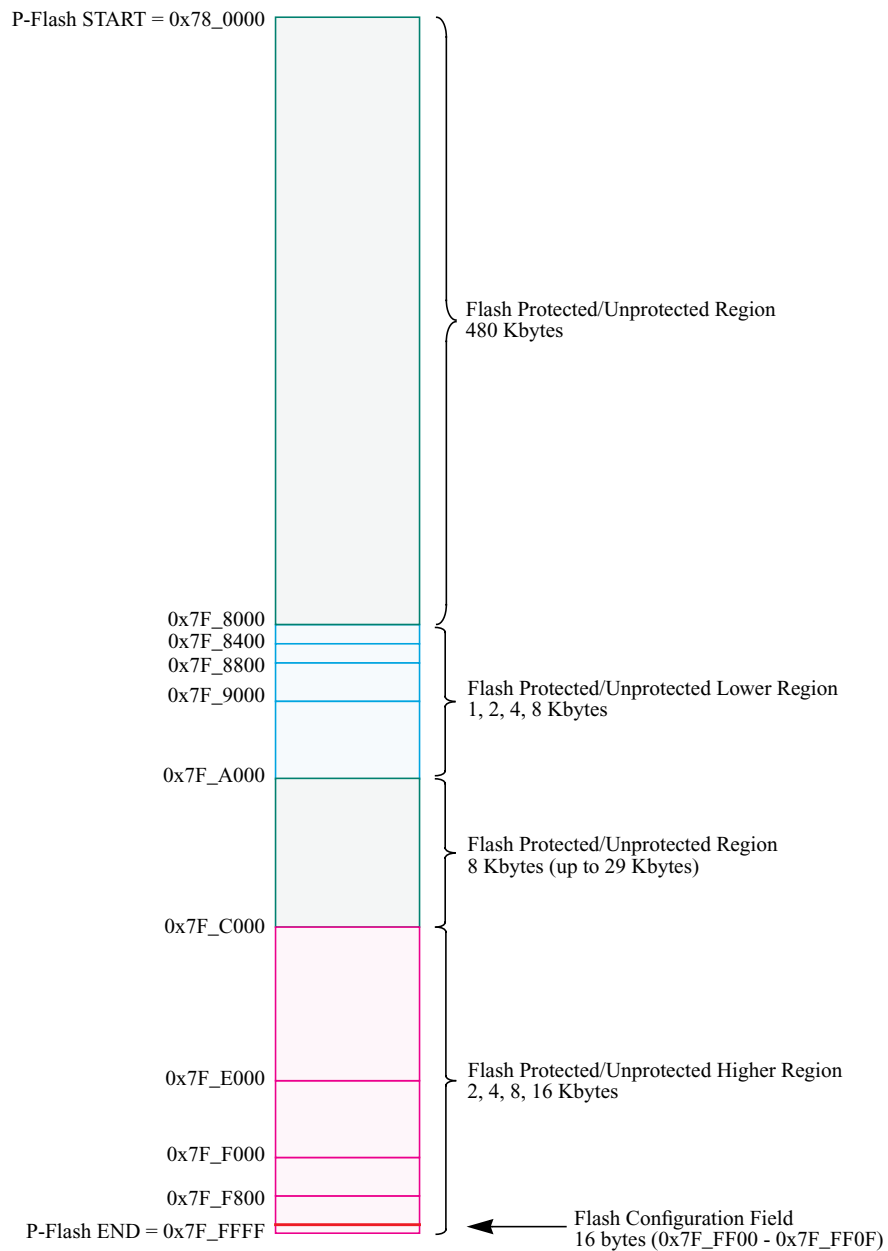 P-Flash START = 0x78_0000
Flash Protected/Unprotected Region
480 Kbytes
0x7F_8000
0x7F_8400
0x7F_8800
0x7F_9000
Flash Protected/Unprotected Lower Region
1, 2, 4, 8 Kbytes
0x7F_A000
Flash Protected/Unprotected Region
8 Kbytes (up to 29 Kbytes)
0x7F_C000
Flash Protected/Unprotected Higher Region
2, 4, 8, 16 Kbytes
0x7F_E000
0x7F_F000
0x7F_F800
P-Flash END = 0x7F_FFFF
Flash Configuration Field
16 bytes (0x7F_FF00 - 0x7F_FF0F)